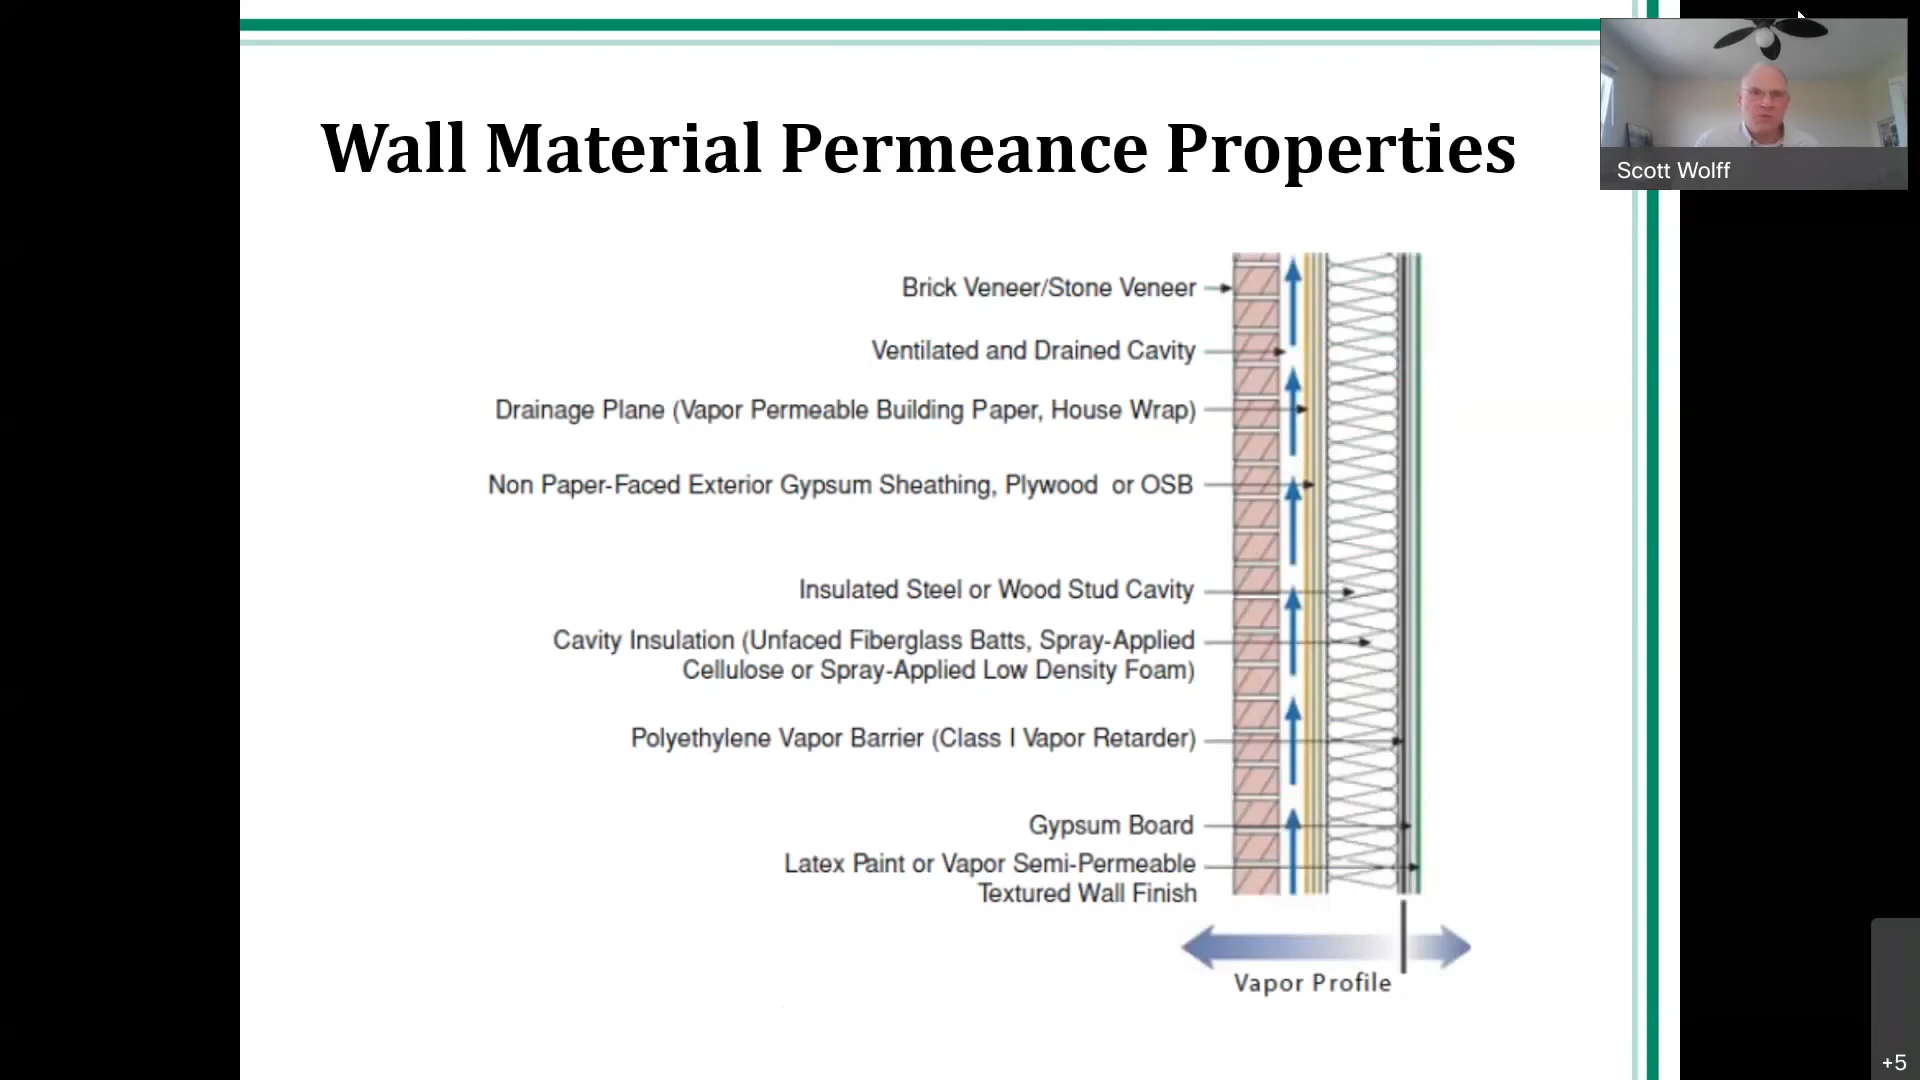 Wall Material Permeance Properties
Scott Wolff
Brick Veneer/Stone Veneer
Ventilated and Drained Cavity
Drainage Plane (Vapor Permeable Building Paper, House Wrap)
Non Paper-Faced Exterior Gypsum Sheathing, Plywood or OSB
Insulated Steel or Wood Stud Cavity
Cavity Insulation (Unfaced Fiberglass Batts, Spray-Applied
Cellulose or Spray-Applied Low Density Foam)
Polyethylene Vapor Barrier (Class I Vapor Retarder)
Gypsum Board
Latex Paint or Vapor Semi-Permeable
Textured Wall Finish
Vapor Profile
+5